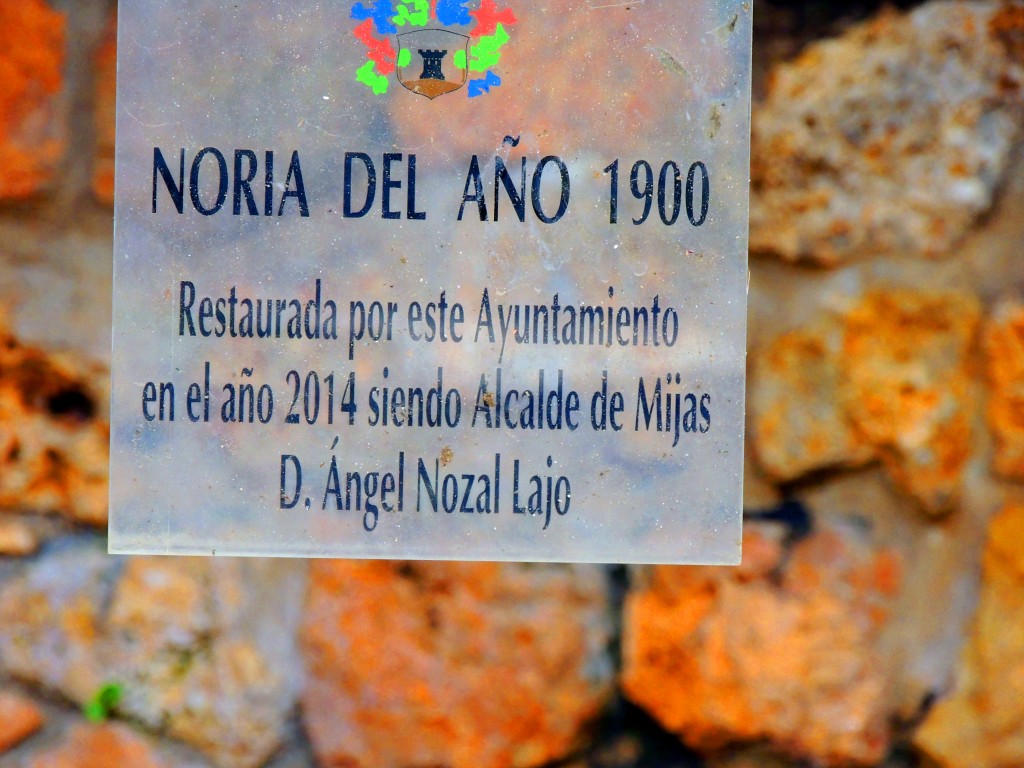 NORIA DEL AÑO 1900
Restaurada por este Ayuntamiento
en el año 2014 siendo Alcalde de Mijas
D. Ángel Nozal Lajo